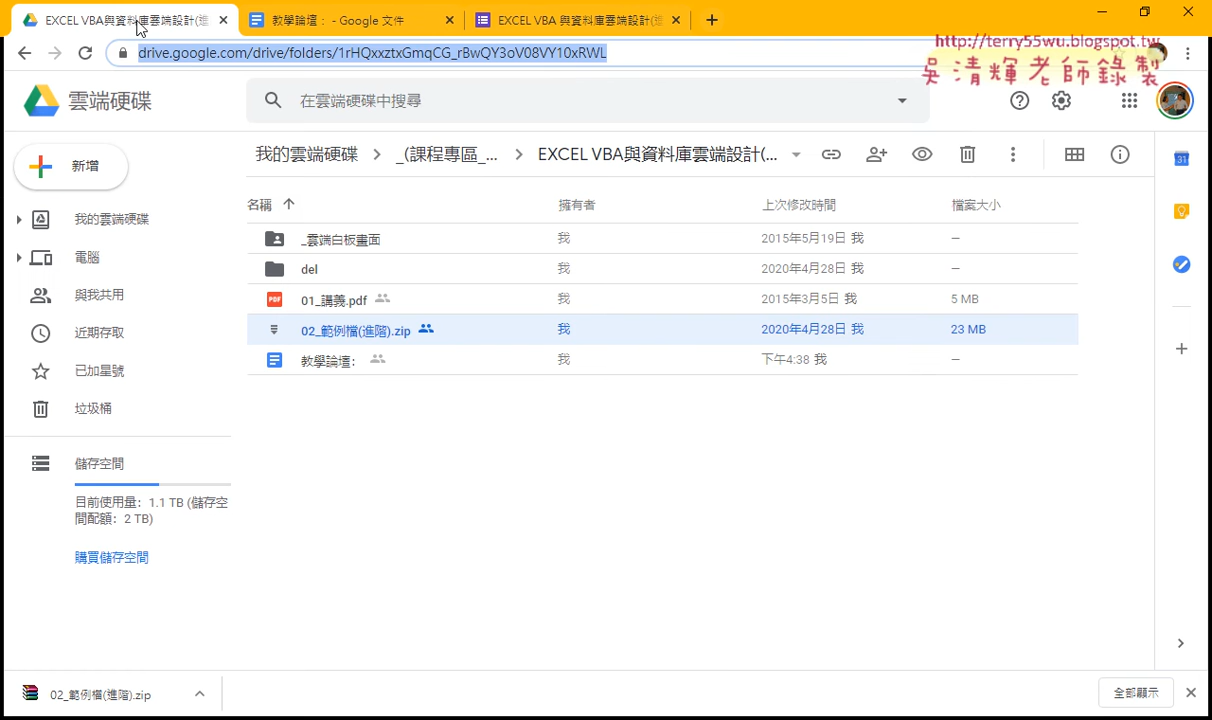 EXCEL VBA與資料庫雲端設計(進
教學論壇： - Google 文件
EXCEL VBA 與資料庫雲端設計(進
drive.google.com/drive/folders/1rHQxxztxGmqCG_rBwQY3oV08VY10xRWL
http://terry55wu.blogspot.tw
吳清輝老師錄製
雲端硬碟
在雲端硬碟中搜尋
新增
我的雲端硬碟
_(課程專區_...
EXCEL VBA與資料庫雲端設計(...
名稱
擁有者
上次修改時間
檔案大小
我的雲端硬碟
電腦
與我共用
近期存取
已加星號
垃圾桶
_雲端白板畫面
我
2015年5月19日 我
—
del
我
2020年4月28日 我
—
01_講義.pdf
我
2015年3月5日 我
5 MB
02_範例檔(進階).zip
我
2020年4月28日 我
23 MB
教學論壇：
我
下午4:38 我
—
儲存空間
目前使用量：1.1 TB (儲存空
間配額：2 TB)
購買儲存空間
31
02_範例檔(進階).zip
全部顯示